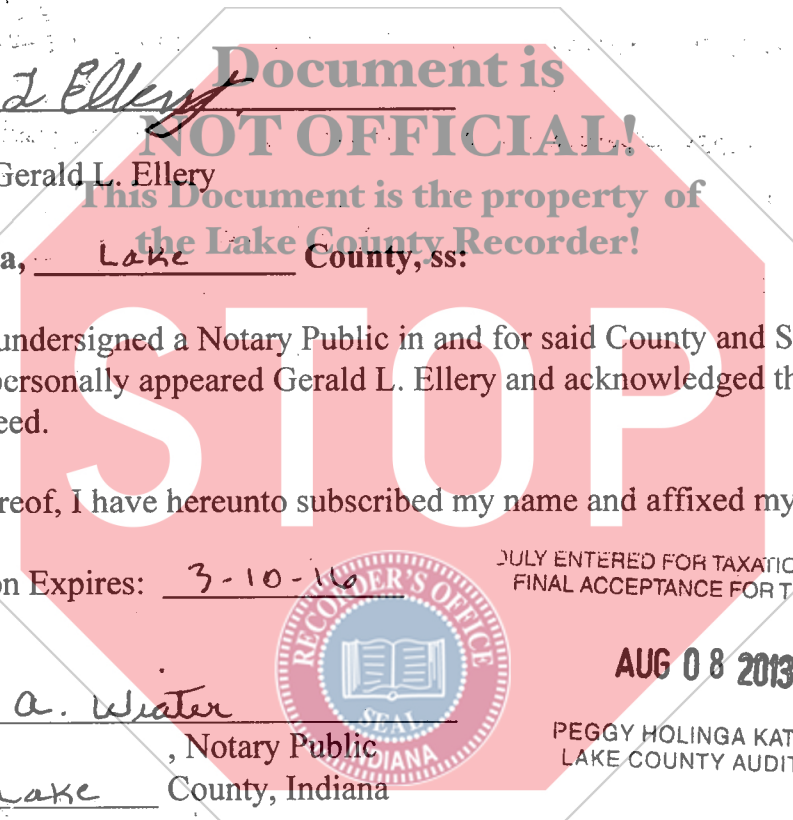 Document is
L Ellery
NOT OFFICIAL!
Gerald L. Ellery
This Document is the property of
the Lake County Recorder!
a, Lake County, ss:
undersigned a Notary Public in and for said County and S
personally appeared Gerald L. Ellery and acknowledged th
eed.
STOP
reof, I have hereunto subscribed my name and affixed my
DULY ENTERED FOR TAXATIO
FINAL ACCEPTANCE FOR T
on Expires: 3-10-16
RECORDER'S OFFICE
SEAL
INDIANA
AUG 08 2013
a. Wiater
, Notary Public
Lake County, Indiana
PEGGY HOLINGA KAT
LAKE COUNTY AUDIT